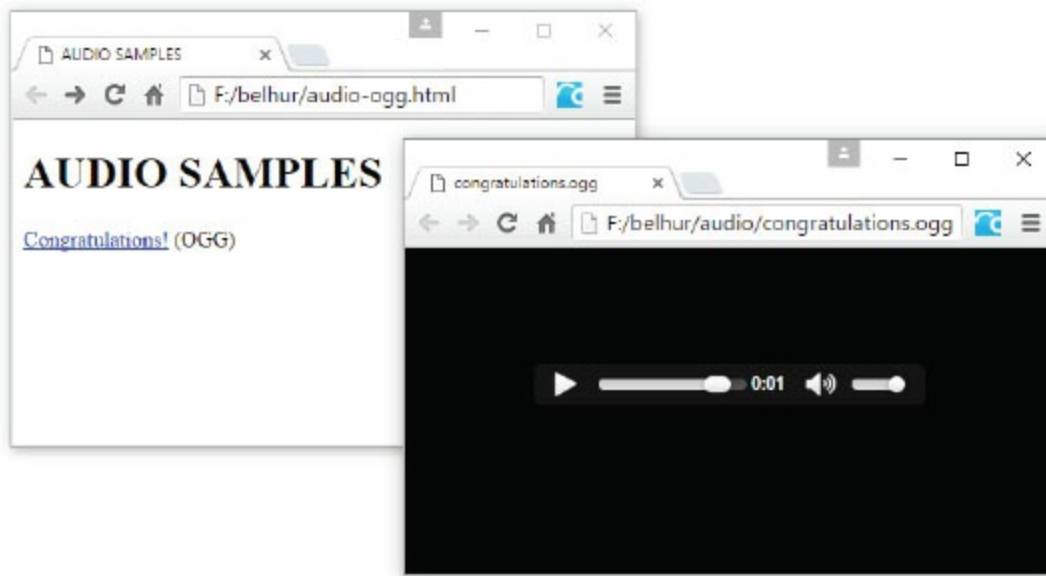 AUDIO SAMPLES
F:/belhur/audio-ogg.html
AUDIO SAMPLES
Congratulations! (OGG)
congratulations.ogg
F:/belhur/audio/congratulations.ogg
0:01